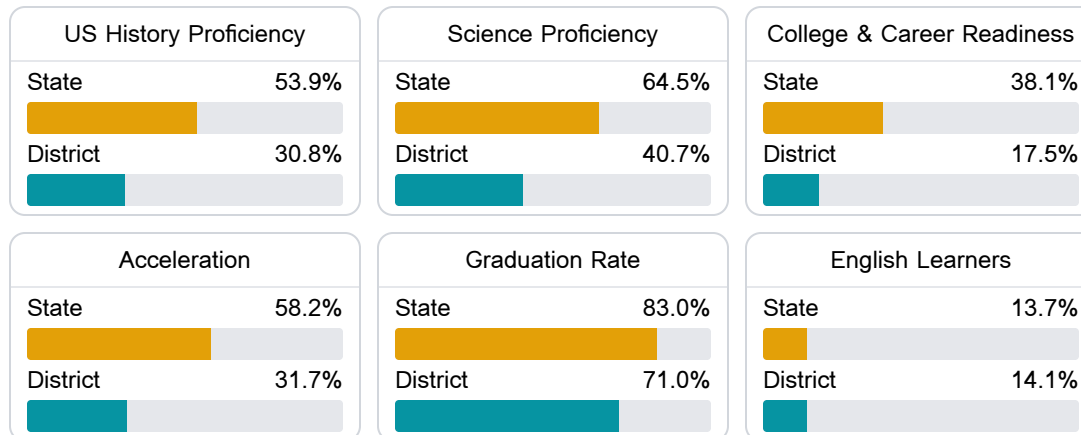 US History Proficiency
State 53.9%
District 30.8%
Science Proficiency
State 64.5%
District 40.7%
College & Career Readiness
State 38.1%
District 17.5%
Acceleration
State 58.2%
District 31.7%
Graduation Rate
State 83.0%
District 71.0%
English Learners
State 13.7%
District 14.1%